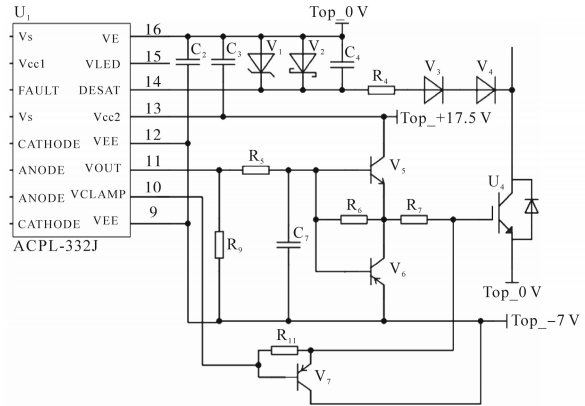 U₁ Top_0 V
Vs VE 16 C₂ C₃ V₁ V₂ C₄
Vcc1 VLED 15
FAULT DESAT 14 R₄ V₃ V₄
Vs Vcc2 13 Top_+17.5 V
CATHODE VEE 12
ANODE VOUT 11 R₅ V₅
ANODE VCLAMP 10 R₆ R₇ U₄
CATHODE VEE 9
ACPL-332J R₉ C₇ V₆
Top_0 V
Top_−7 V
R₁₁
V₇